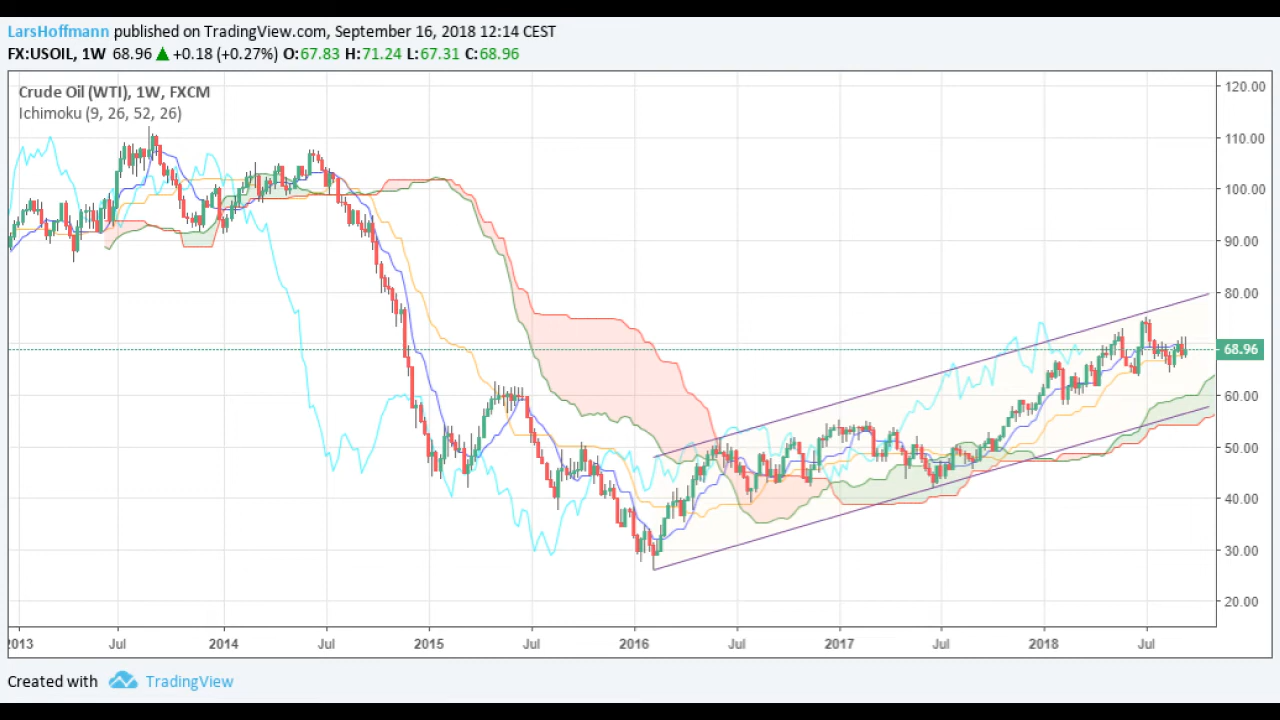 LarsHoffmann published on TradingView.com, September 16, 2018 12:14 CEST
FX:USOIL, 1W 68.96 ▲ +0.18 (+0.27%) O:67.83 H:71.24 L:67.31 C:68.96
Crude Oil (WTI), 1W, FXCM
Ichimoku (9, 26, 52, 26)
120.00
110.00
100.00
90.00
80.00
68.96
60.00
50.00
40.00
30.00
20.00
2013 Jul 2014 Jul 2015 Jul 2016 Jul 2017 Jul 2018 Jul
Created with TradingView